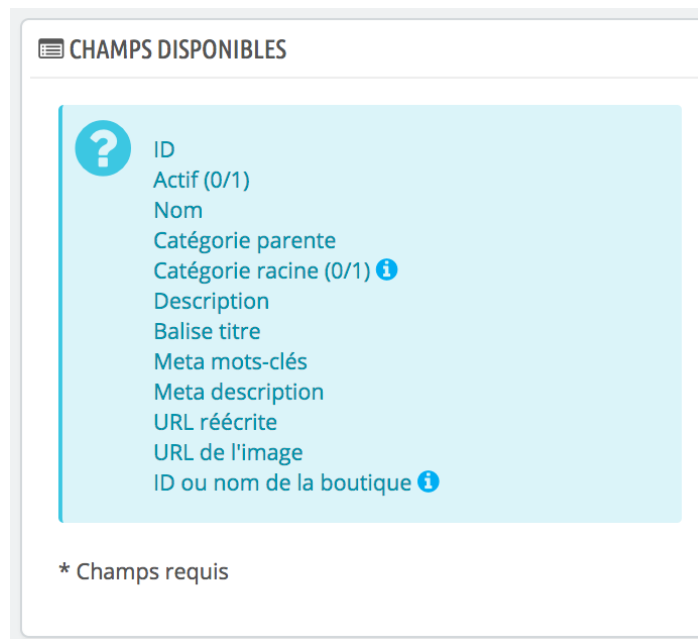 CHAMPS DISPONIBLES
ID
Actif (0/1)
Nom
Catégorie parente
Catégorie racine (0/1)
Description
Balise titre
Meta mots-clés
Meta description
URL réécrite
URL de l'image
ID ou nom de la boutique
* Champs requis